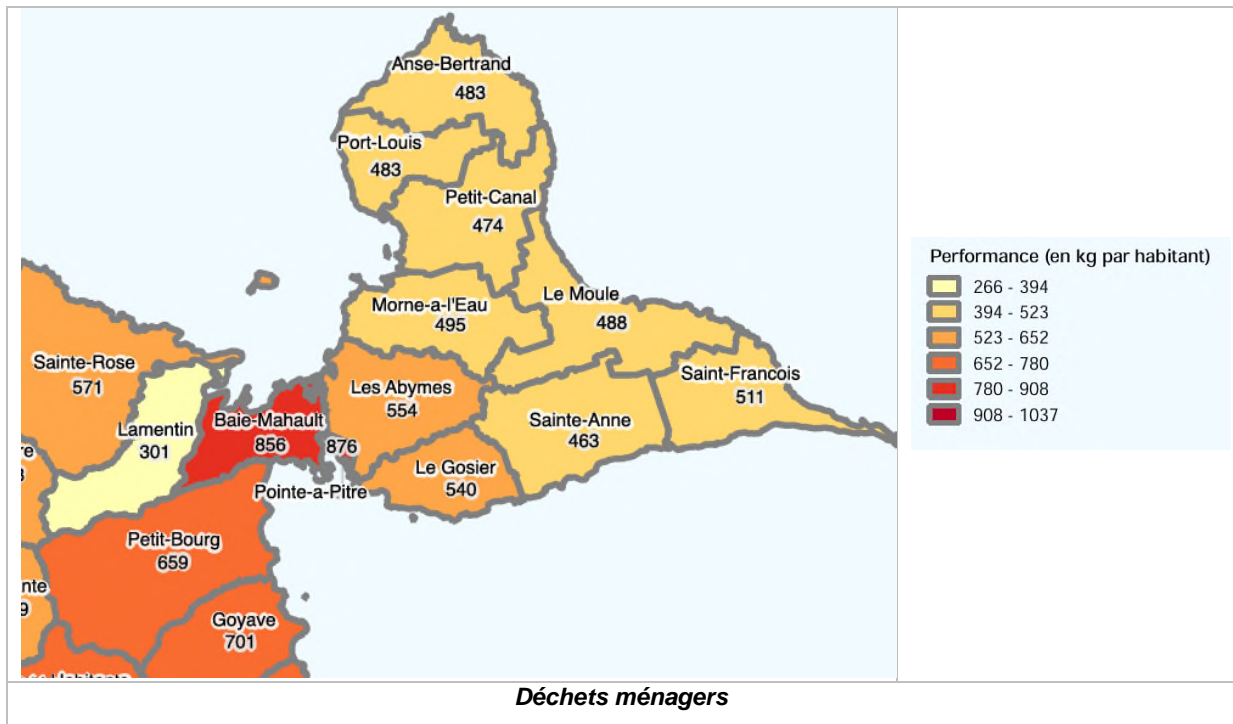 Anse-Bertrand
483
Port-Louis
483
Petit-Canal
474
Le Moule
488
Morne-a-l'Eau
495
Sainte-Rose
571
Les Abymes
554
Saint-Francois
511
Lamentin
301
Baie-Mahault
856
876
Sainte-Anne
463
Le Gosier
540
Pointe-a-Pitre
Petit-Bourg
659
Goyave
701
Performance (en kg par habitant)
266 - 394
394 - 523
523 - 652
652 - 780
780 - 908
908 - 1037
Déchets ménagers